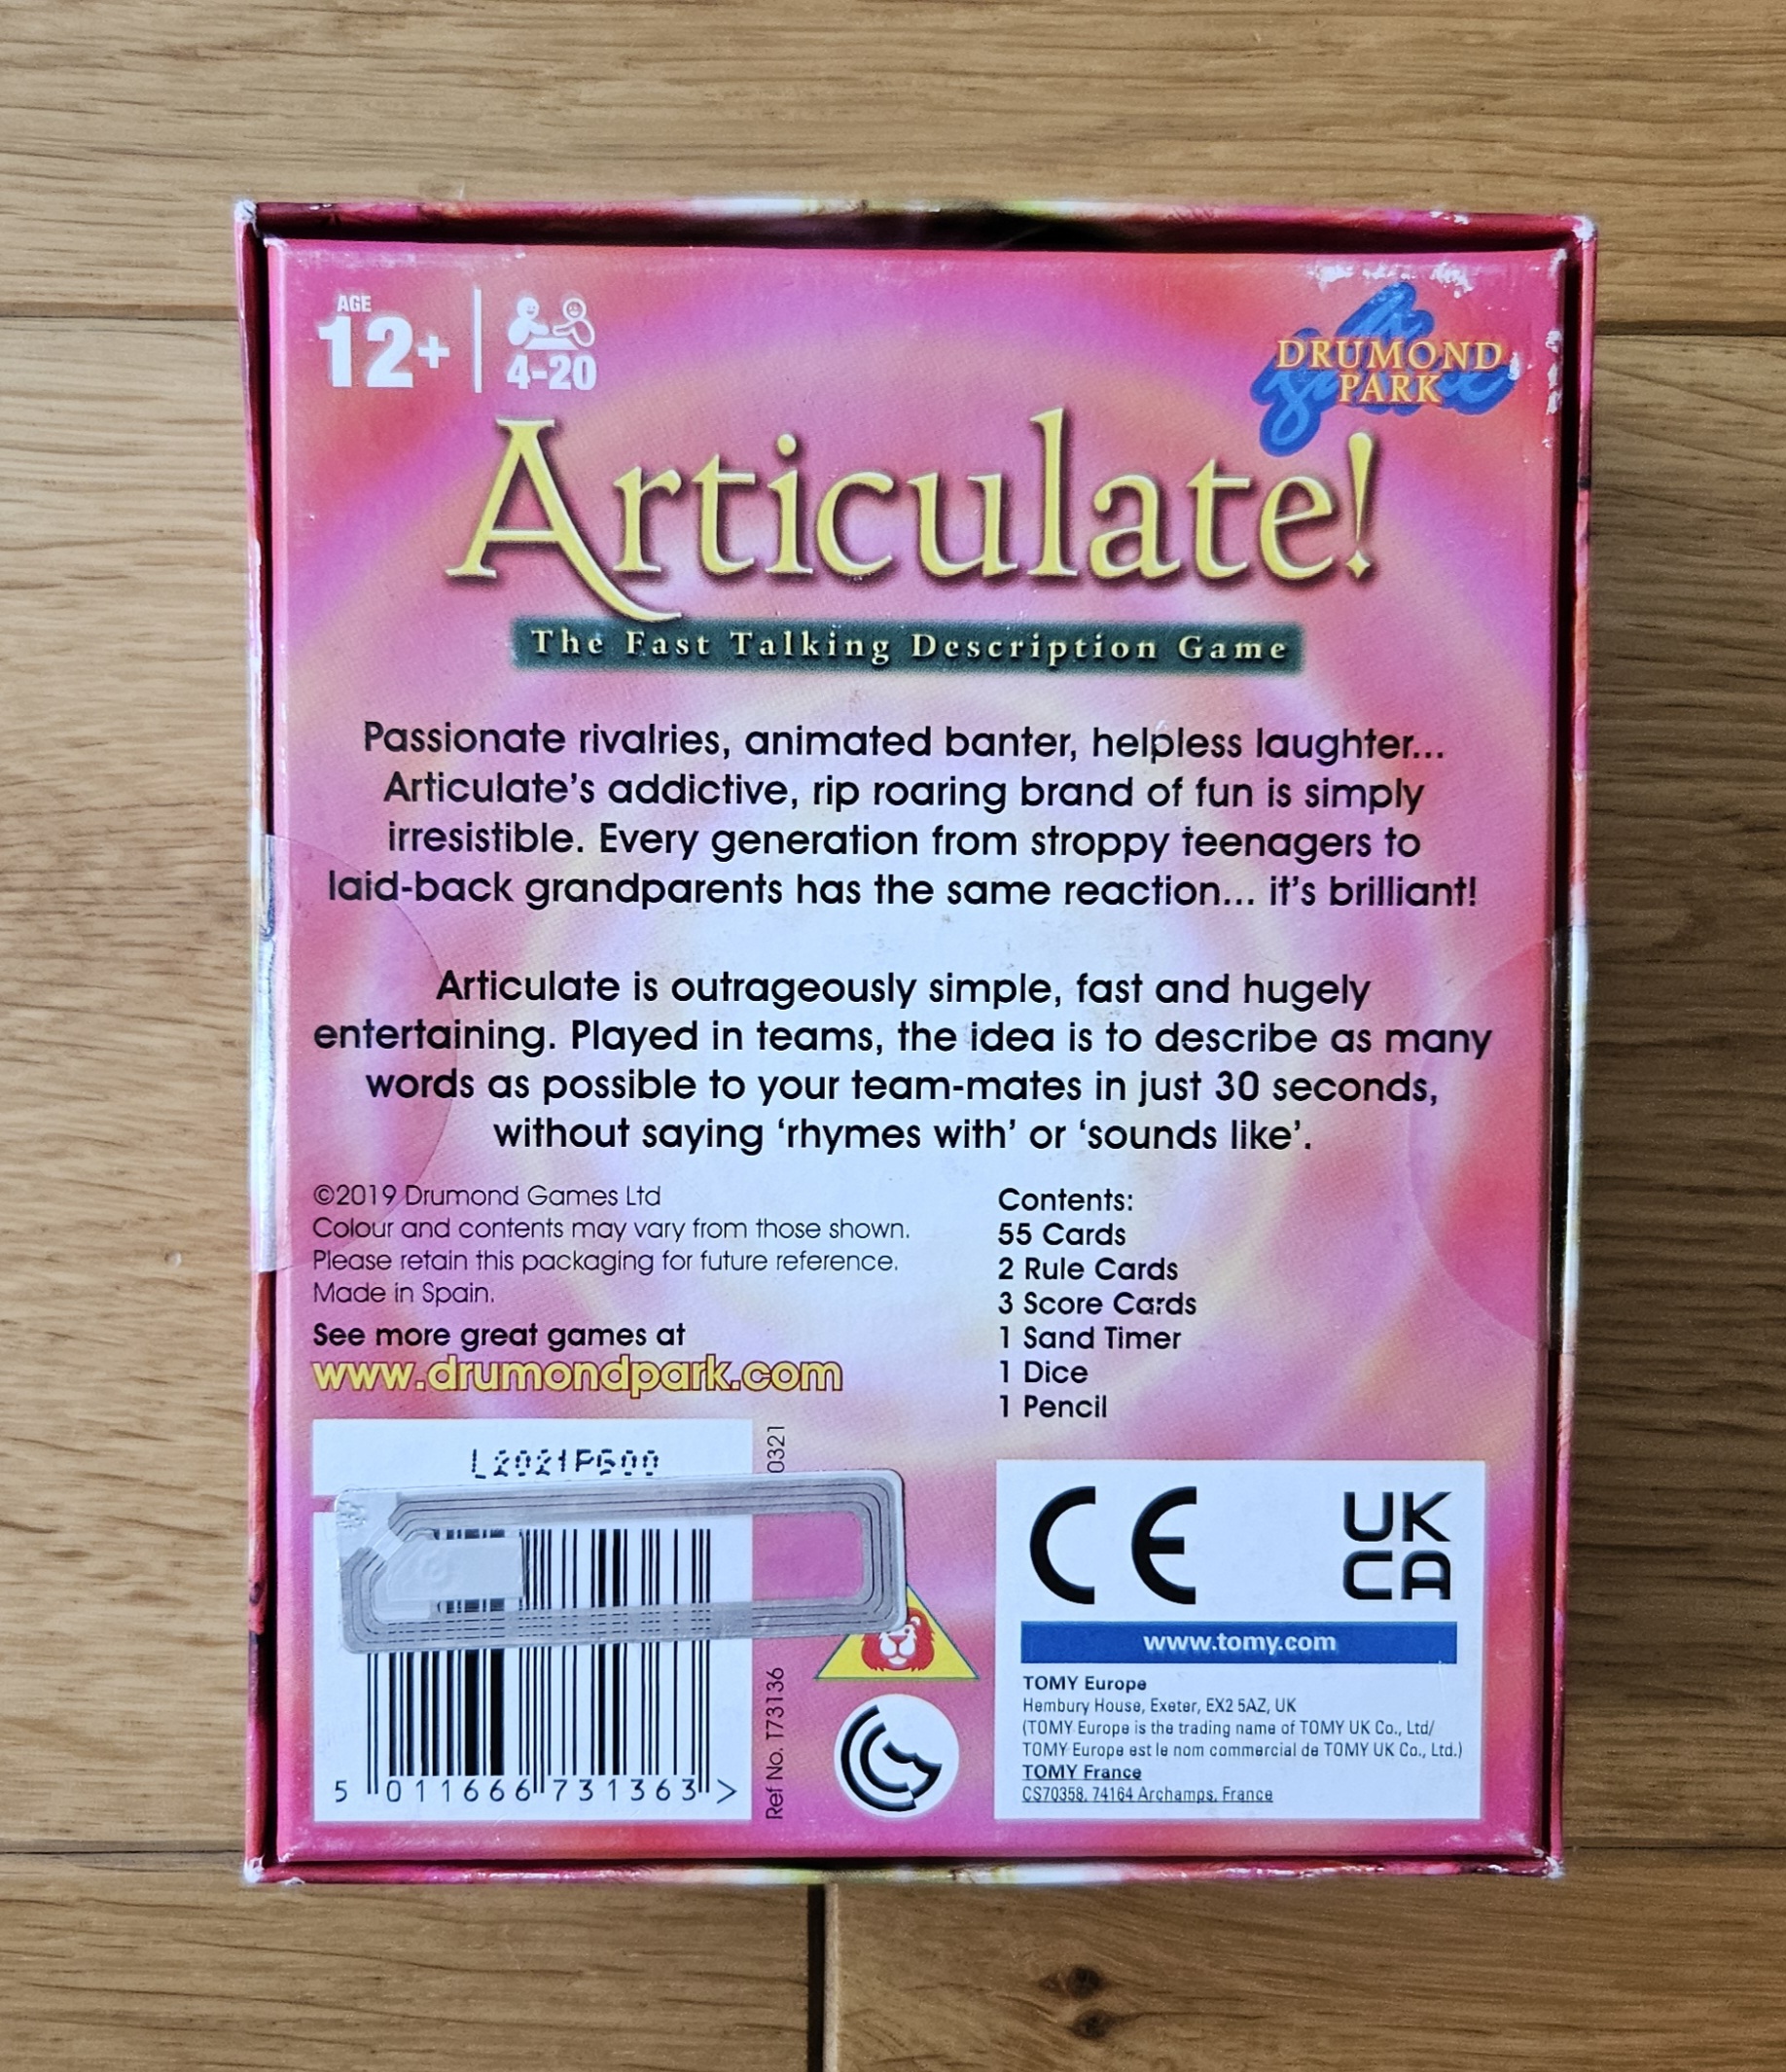 AGE
12+
4-20
DRUMOND
PARK
Articulate!
The Fast Talking Description Game
Passionate rivalries, animated banter, helpless laughter...
Articulate's addictive, rip roaring brand of fun is simply
irresistible. Every generation from stroppy teenagers to
laid-back grandparents has the same reaction... it's brilliant!
Articulate is outrageously simple, fast and hugely
entertaining. Played in teams, the idea is to describe as many
words as possible to your team-mates in just 30 seconds,
without saying 'rhymes with' or 'sounds like'.
©2019 Drumond Games Ltd
Colour and contents may vary from those shown.
Please retain this packaging for future reference.
Made in Spain.
See more great games at
www.drumondpark.com
Contents:
55 Cards
2 Rule Cards
3 Score Cards
1 Sand Timer
1 Dice
1 Pencil
0321
Ref No. T73136
5 011666 731363 >
CE
UK
CA
www.tomy.com
TOMY Europe
Hembury House, Exeter, EX2 5AZ, UK
(TOMY Europe is the trading name of TOMY UK Co., Ltd/
TOMY Europe est le nom commercial de TOMY UK Co., Ltd.)
TOMY France
CS70358, 74164 Archamps, France